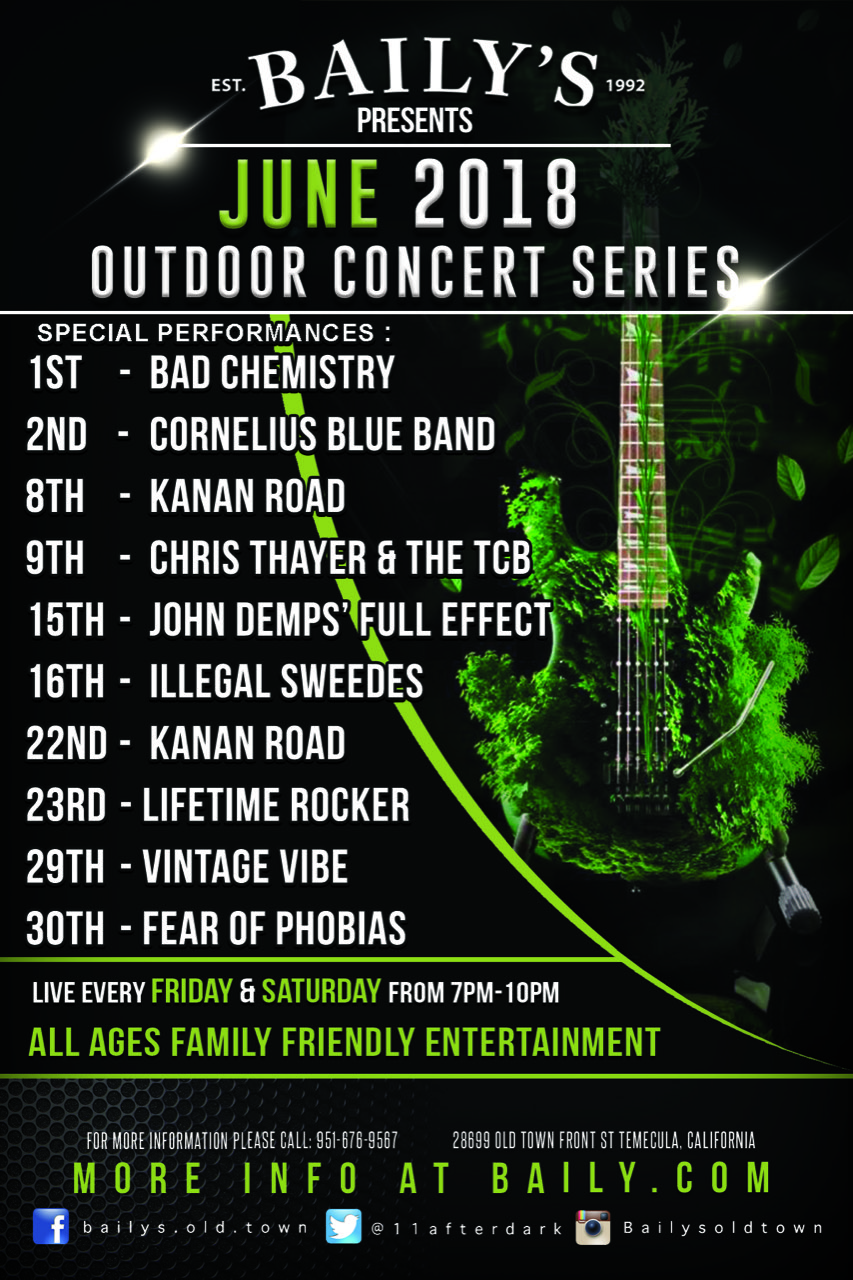 EST. BAILY'S 1992
PRESENTS
JUNE 2018
OUTDOOR CONCERT SERIES
SPECIAL PERFORMANCES :
1ST - BAD CHEMISTRY
2ND - CORNELIUS BLUE BAND
8TH - KANAN ROAD
9TH - CHRIS THAYER & THE TCB
15TH - JOHN DEMPS' FULL EFFECT
16TH - ILLEGAL SWEEDES
22ND - KANAN ROAD
23RD - LIFETIME ROCKER
29TH - VINTAGE VIBE
30TH - FEAR OF PHOBIAS
LIVE EVERY FRIDAY & SATURDAY FROM 7PM-10PM
ALL AGES FAMILY FRIENDLY ENTERTAINMENT
FOR MORE INFORMATION PLEASE CALL: 951-676-9567 28699 OLD TOWN FRONT ST TEMECULA, CALIFORNIA
MORE INFO AT BAILY.COM
bailys.old.town @11afterdark Bailysoldtown